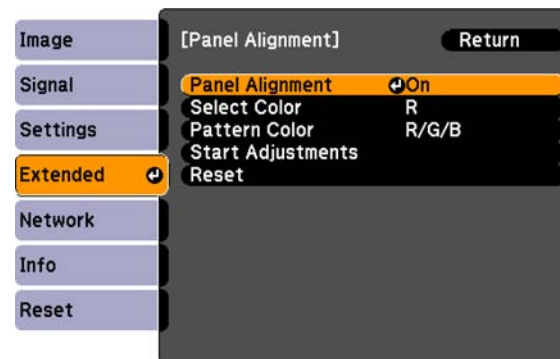 Image
Signal
Settings
Extended
Network
Info
Reset
[Panel Alignment] Return
Panel Alignment On
Select Color R
Pattern Color R/G/B
Start Adjustments
Reset